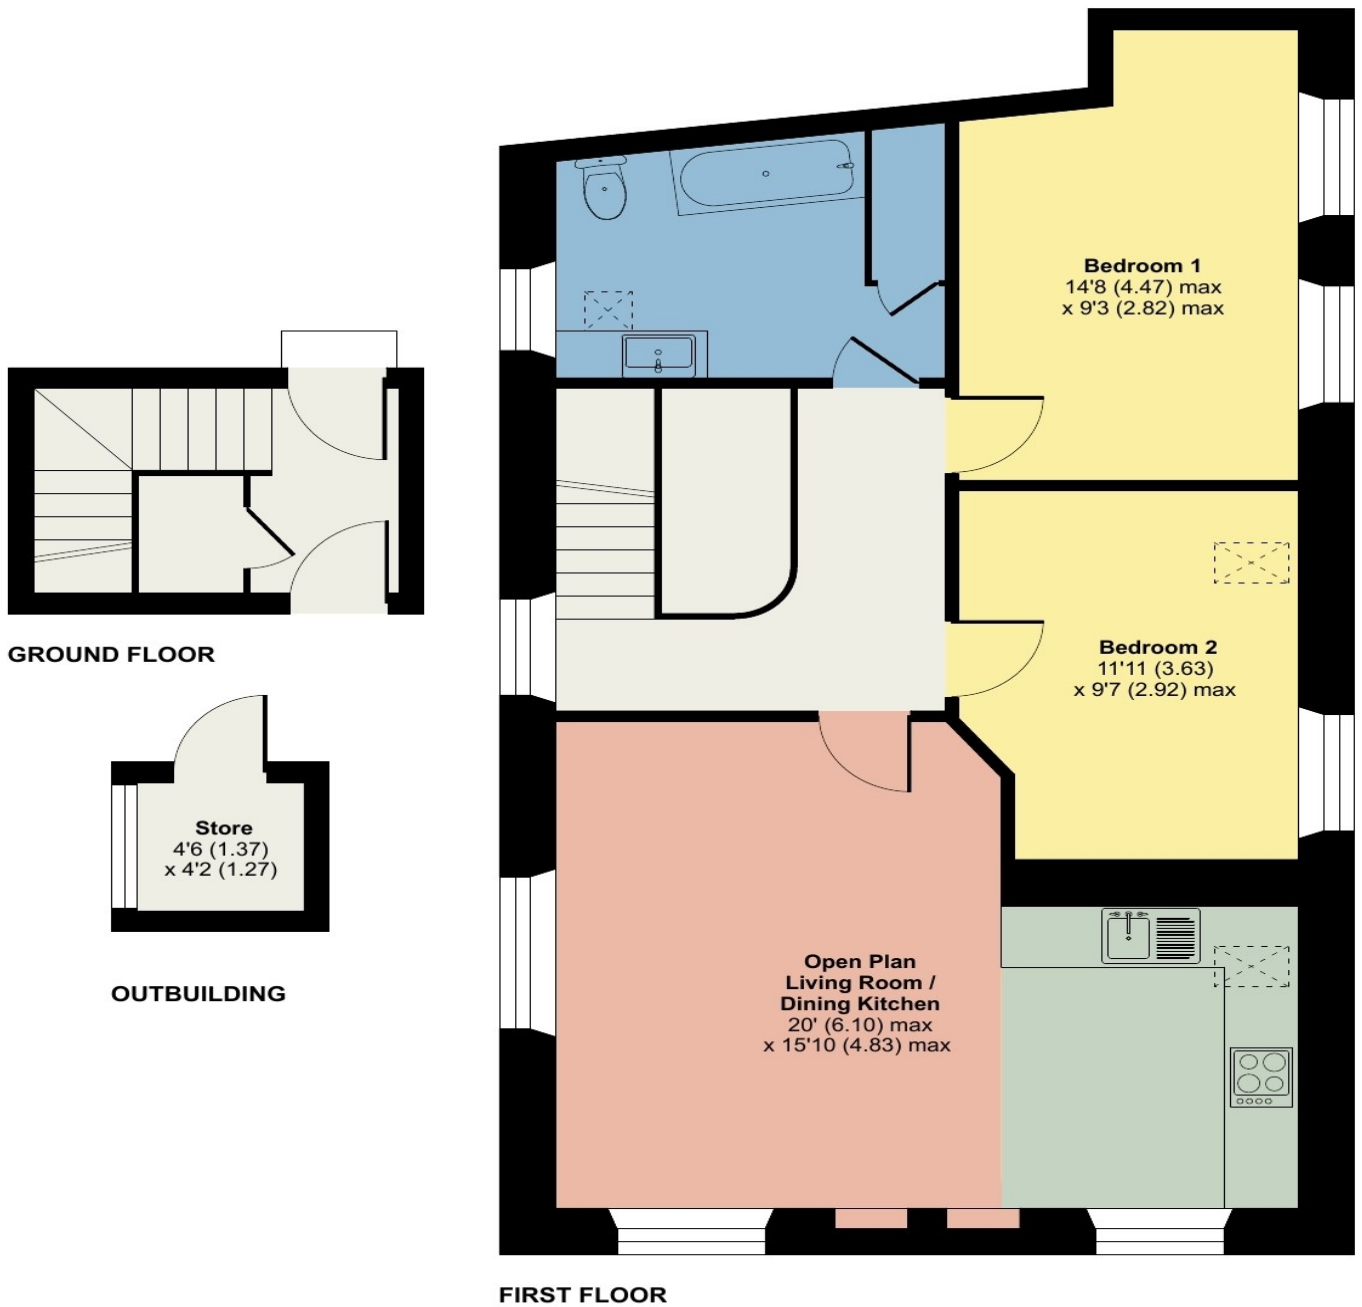 Bedroom 1
14'8 (4.47) max
x 9'3 (2.82) max
Bedroom 2
11'11 (3.63)
x 9'7 (2.92) max
GROUND FLOOR
Store
4'6 (1.37)
x 4'2 (1.27)
OUTBUILDING
Open Plan
Living Room /
Dining Kitchen
20' (6.10) max
x 15'10 (4.83) max
FIRST FLOOR